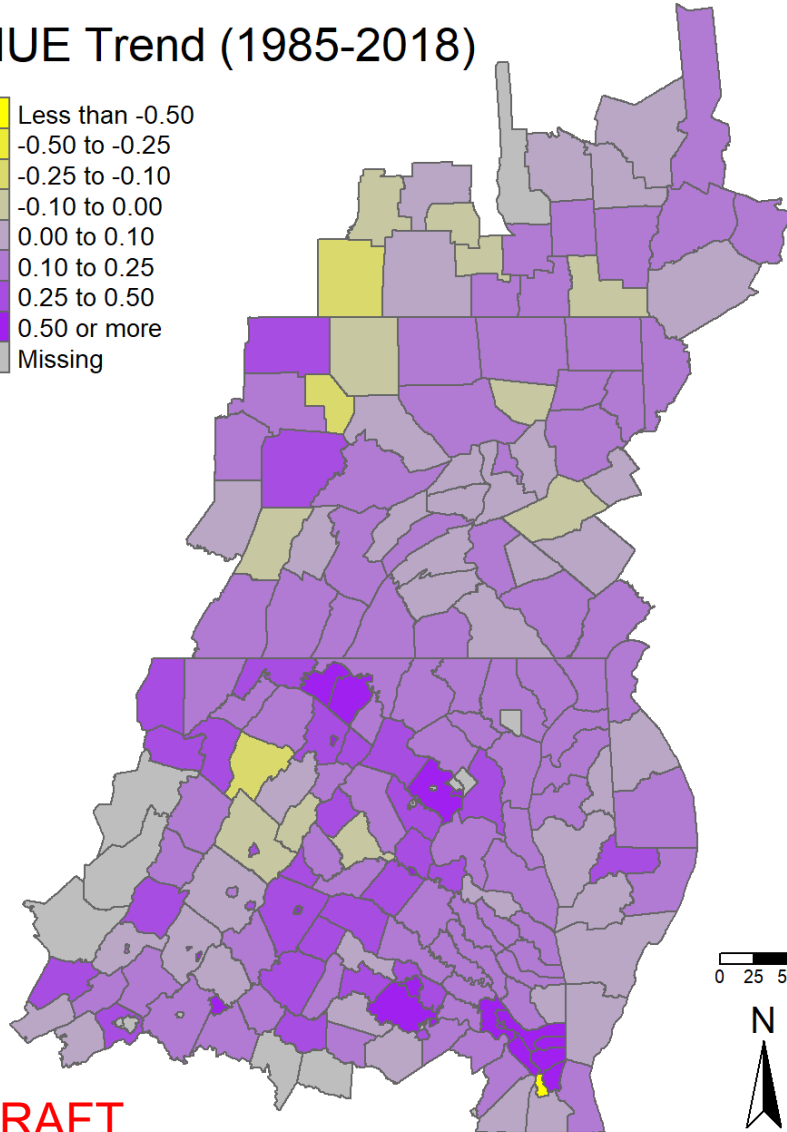 IUE Trend (1985-2018)
Less than -0.50
-0.50 to -0.25
-0.25 to -0.10
-0.10 to 0.00
0.00 to 0.10
0.10 to 0.25
0.25 to 0.50
0.50 or more
Missing
0 25 5
N
RAFT